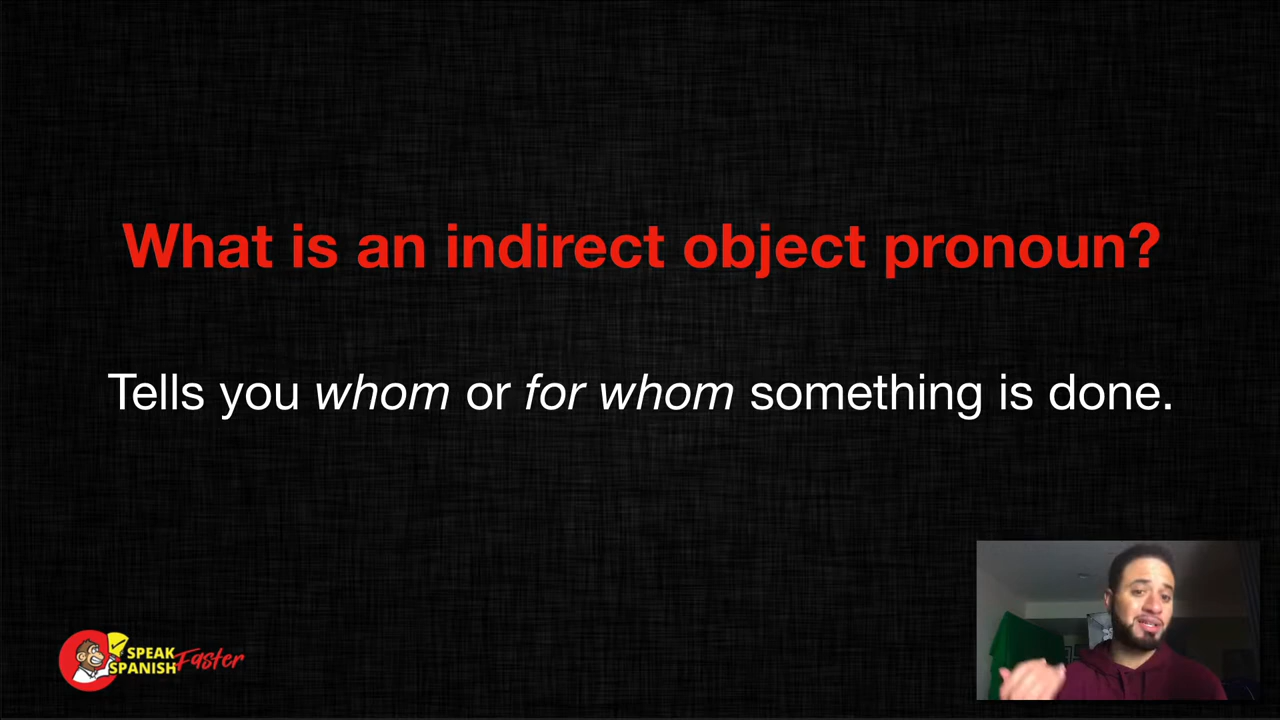 What is an indirect object pronoun?
Tells you whom or for whom something is done.
SPEAK
SPANISH Faster